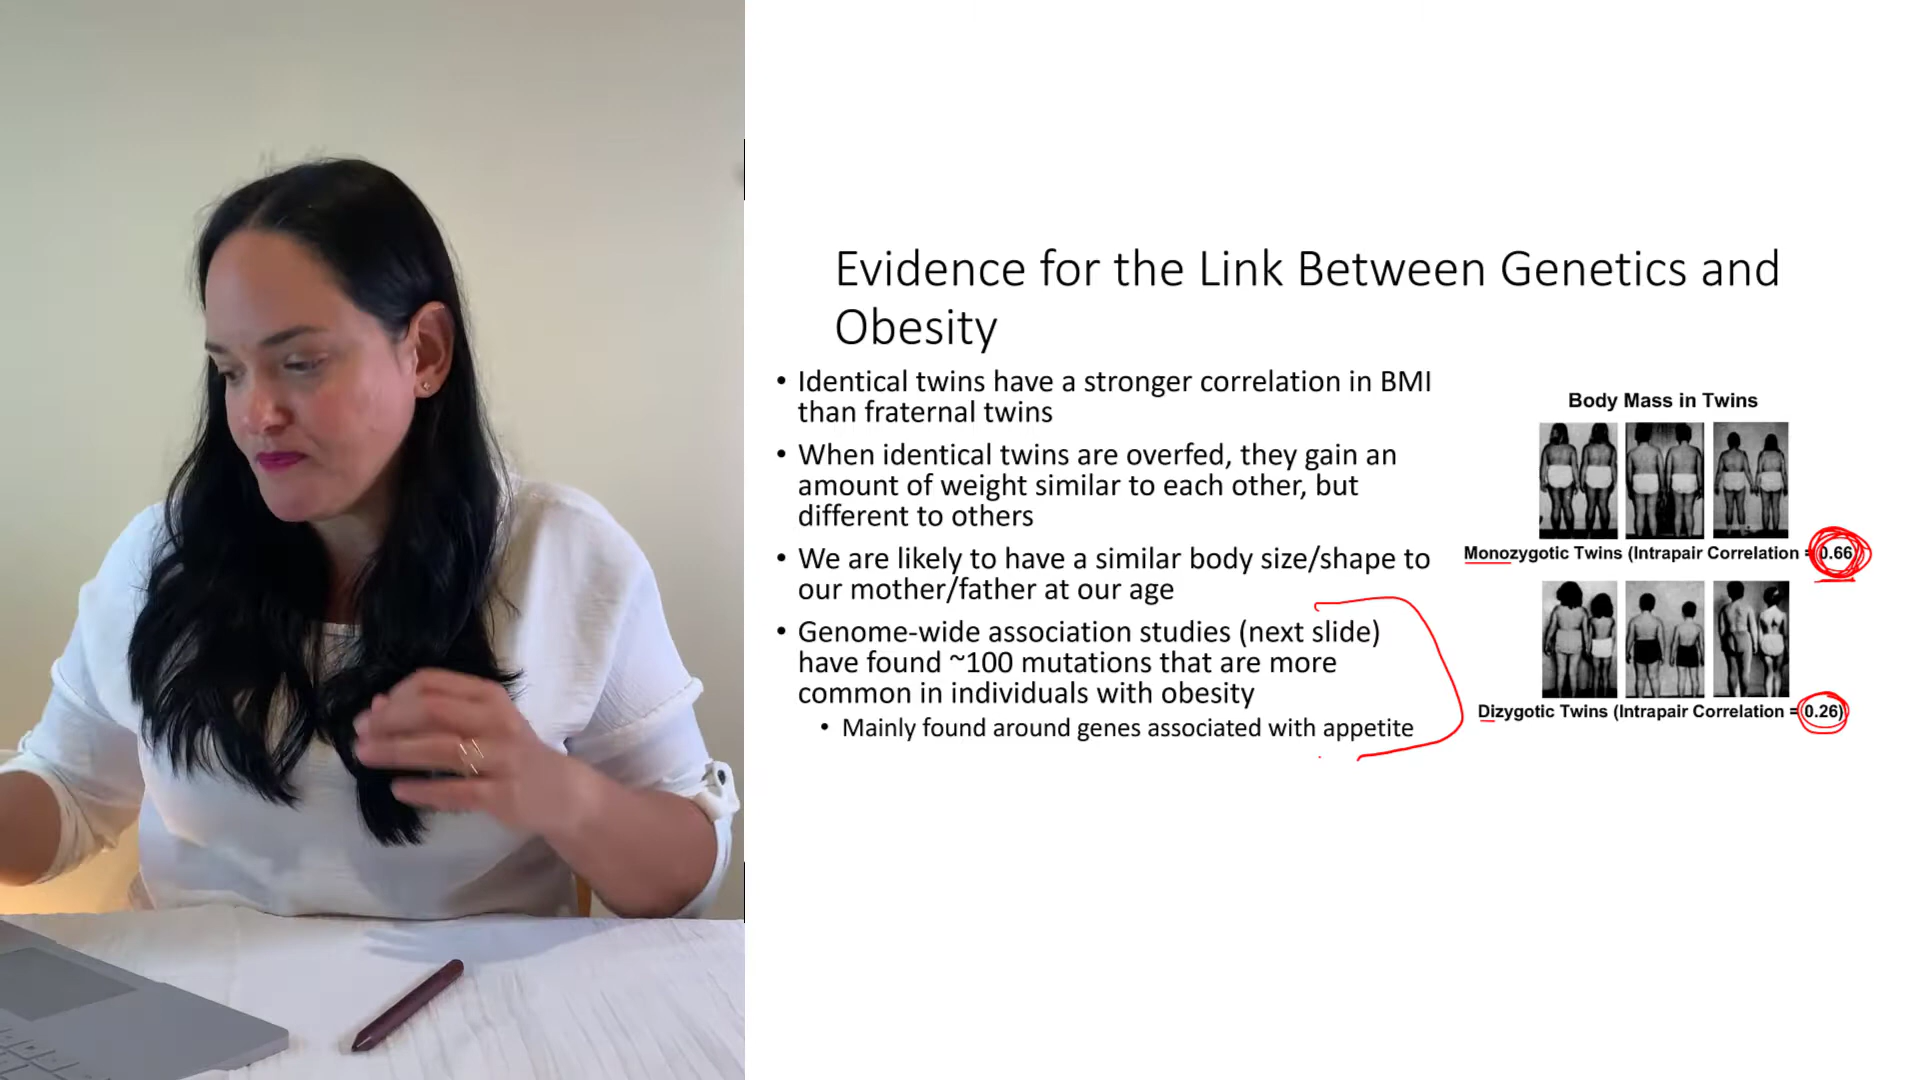 Evidence for the Link Between Genetics and
Obesity
• Identical twins have a stronger correlation in BMI
than fraternal twins
• When identical twins are overfed, they gain an
amount of weight similar to each other, but
different to others
• We are likely to have a similar body size/shape to
our mother/father at our age
• Genome-wide association studies (next slide)
have found ~100 mutations that are more
common in individuals with obesity
• Mainly found around genes associated with appetite
Body Mass in Twins
Monozygotic Twins (Intrapair Correlation = 0.66)
Dizygotic Twins (Intrapair Correlation = 0.26)